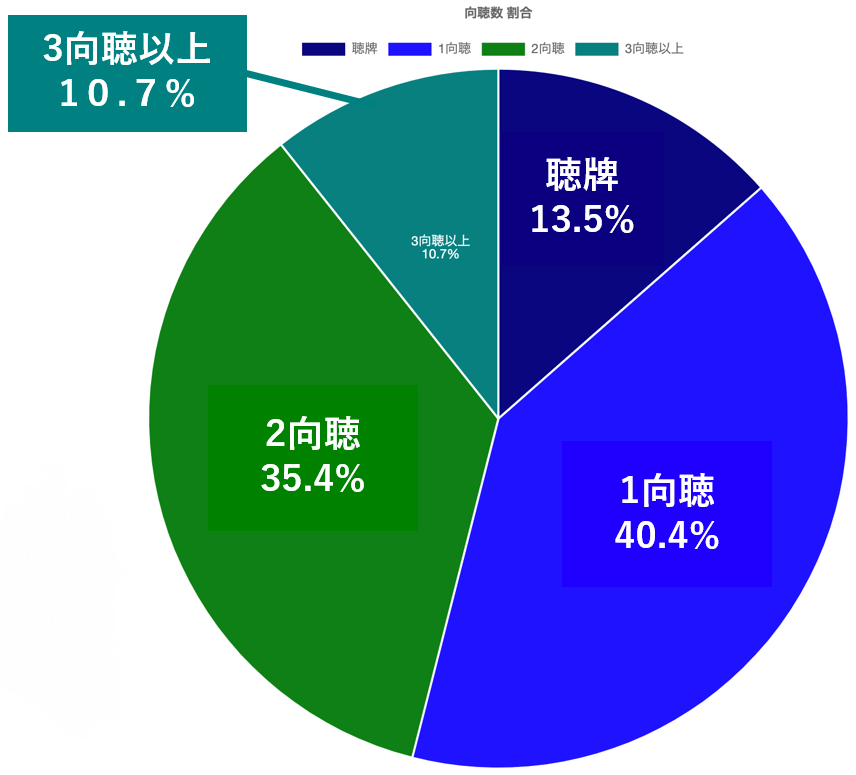 向聴数 割合
聴牌 1向聴 2向聴 3向聴以上
3向聴以上
10.7%
聴牌
13.5%
3向聴以上
10.7%
2向聴
35.4%
1向聴
40.4%